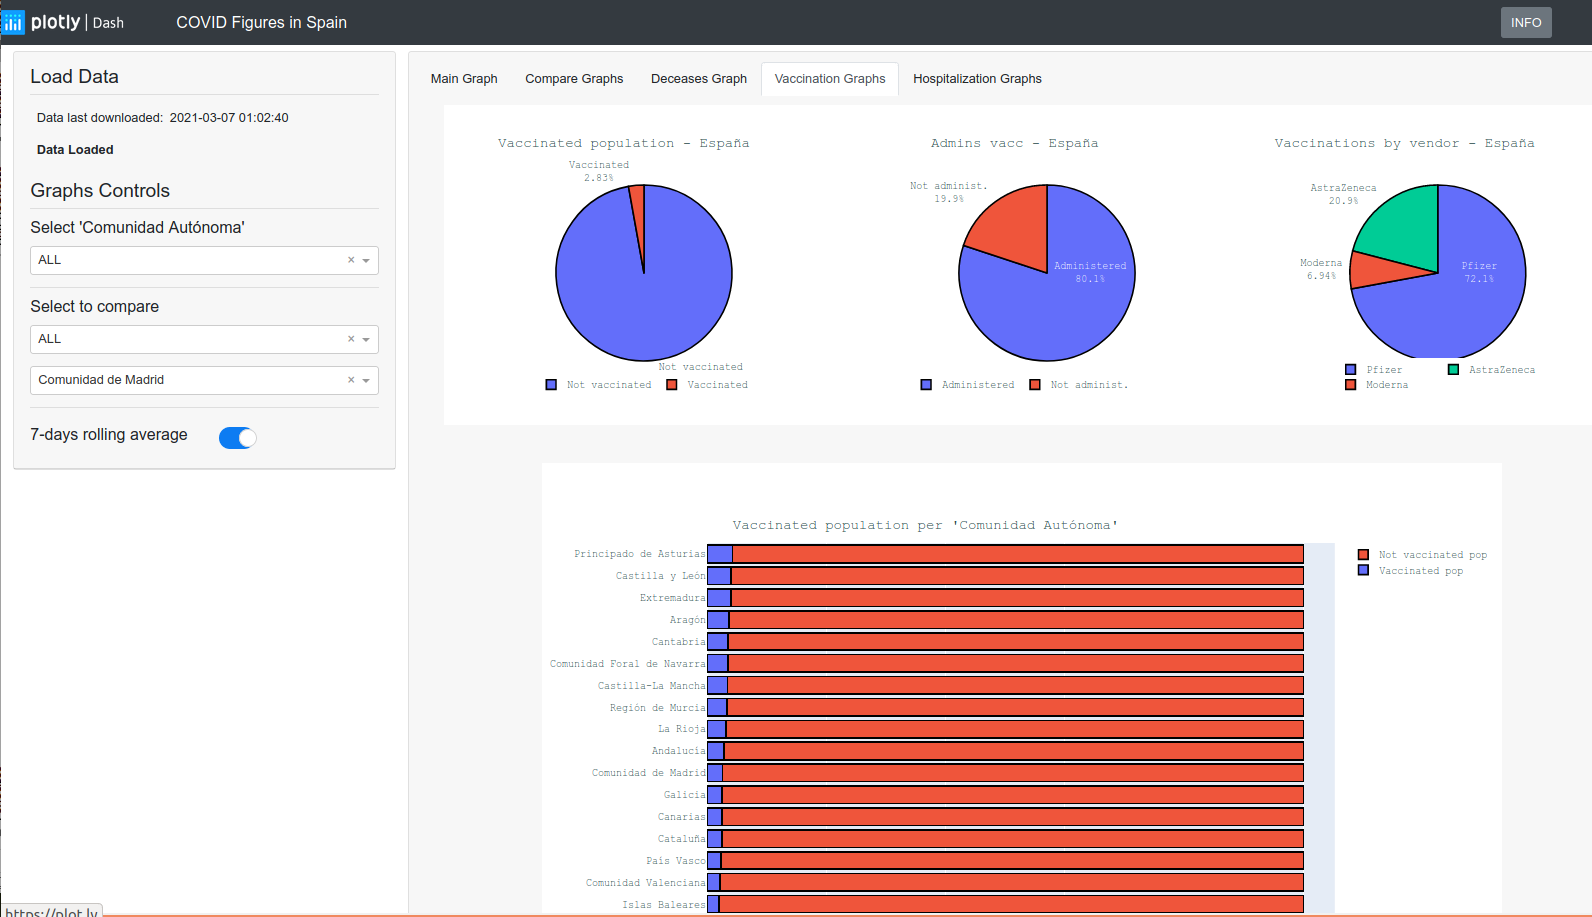 plotly | Dash
COVID Figures in Spain
INFO
Load Data
Data last downloaded: 2021-03-07 01:02:40
Data Loaded
Graphs Controls
Select 'Comunidad Autónoma'
ALL
Select to compare
ALL
Comunidad de Madrid
7-days rolling average
Main Graph
Compare Graphs
Deceases Graph
Vaccination Graphs
Hospitalization Graphs
Vaccinated population - España
Vaccinated
2.83%
Not vaccinated
Not vaccinated
Vaccinated
Admins vacc - España
Not administ.
19.9%
Administered
80.1%
Administered
Not administ.
Vaccinations by vendor - España
AstraZeneca
20.9%
Moderna
6.94%
Pfizer
72.1%
Pfizer
AstraZeneca
Moderna
Vaccinated population per 'Comunidad Autónoma'
Principado de Asturias
Castilla y León
Extremadura
Aragón
Cantabria
Comunidad Foral de Navarra
Castilla-La Mancha
Región de Murcia
La Rioja
Andalucía
Comunidad de Madrid
Galicia
Canarias
Cataluña
País Vasco
Comunidad Valenciana
Islas Baleares
Not vaccinated pop
Vaccinated pop
https://plot.ly